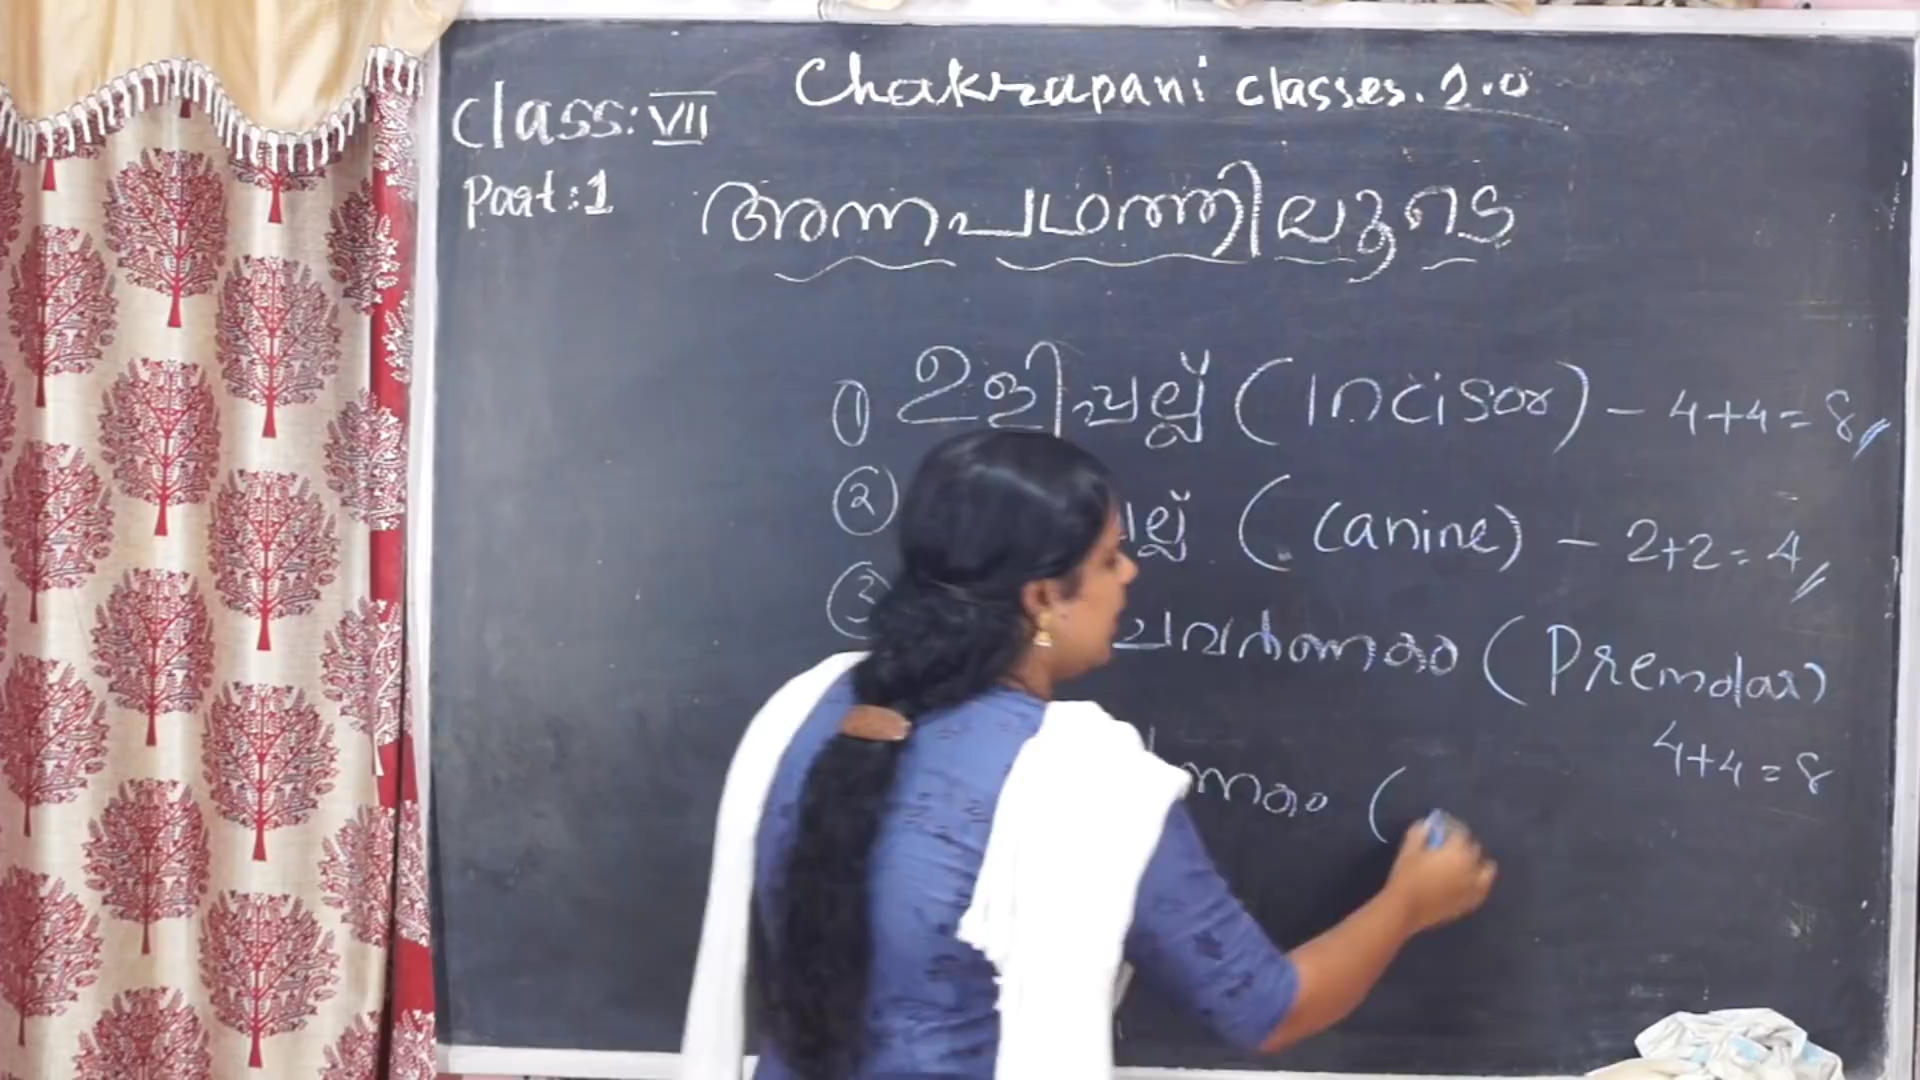 Chakrapani classes. 2.0
Class: VII
Part: 1
അന്നപഥത്തിലൂടെ
① ഉളിപ്പല്ല് (Incisor) - 4+4=8
② (Canine) - 2+2=4
③ (Premolar)
4+4=8
(